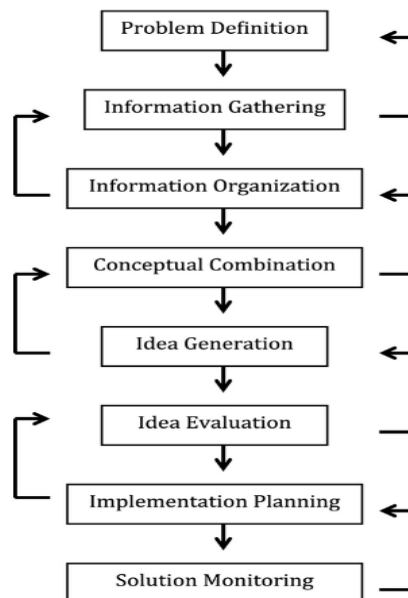 Problem Definition
Information Gathering
Information Organization
Conceptual Combination
Idea Generation
Idea Evaluation
Implementation Planning
Solution Monitoring